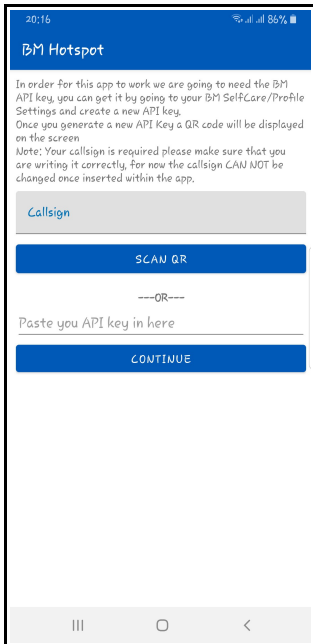 20:16
86%
BM Hotspot
In order for this app to work we are going to need the BM
API key, you can get it by going to your BM SelfCare/Profile
Settings and create a new API key.
Once you generate a new API Key a QR code will be displayed
on the screen
Note: Your callsign is required please make sure that you
are writing it correctly, for now the callsign CAN NOT be
changed once inserted within the app.
Callsign
SCAN QR
---OR---
Paste you API key in here
CONTINUE